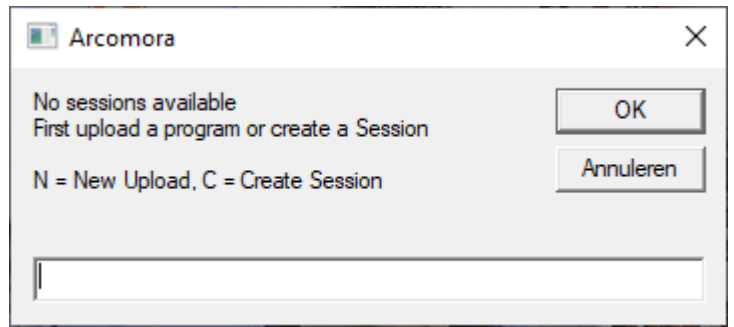 Arcomora
No sessions available
First upload a program or create a Session
N = New Upload, C = Create Session
OK
Annuleren